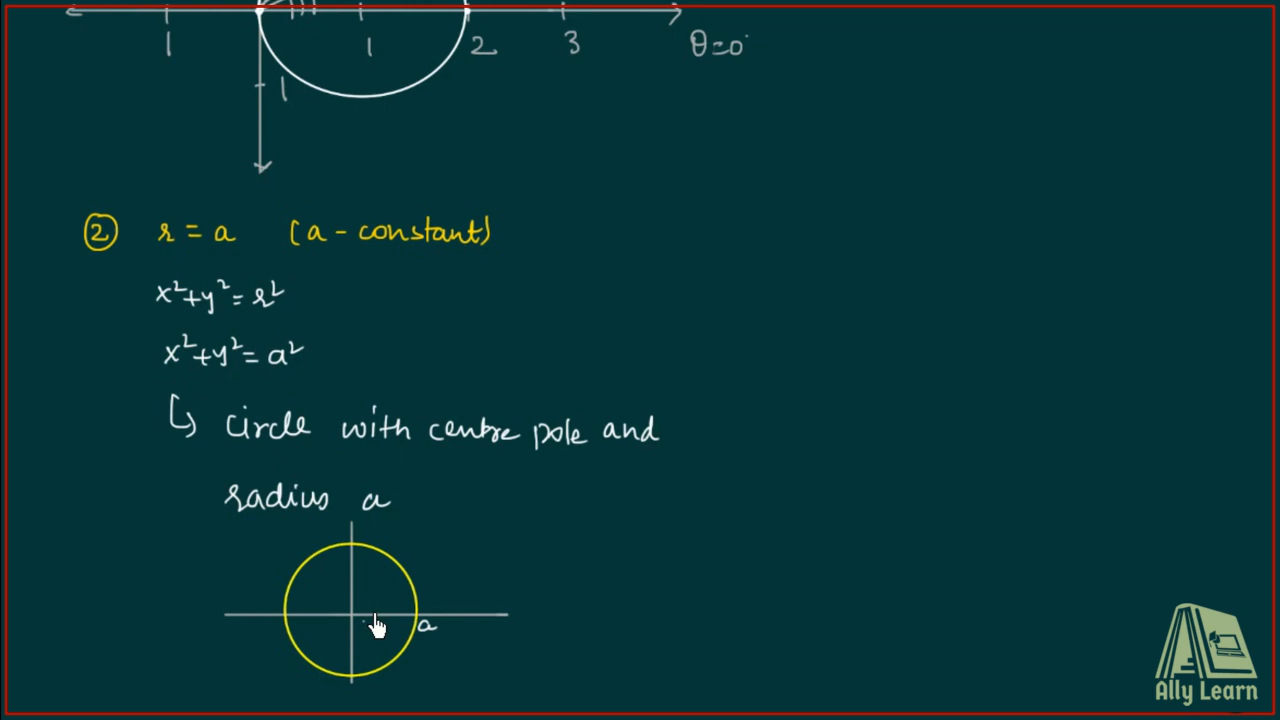 1 1 2 3 θ=0
1
② r = a (a - constant)
x²+y² = r²
x²+y² = a²
↳ circle with centre pole and
radius a
a
Ally Learn